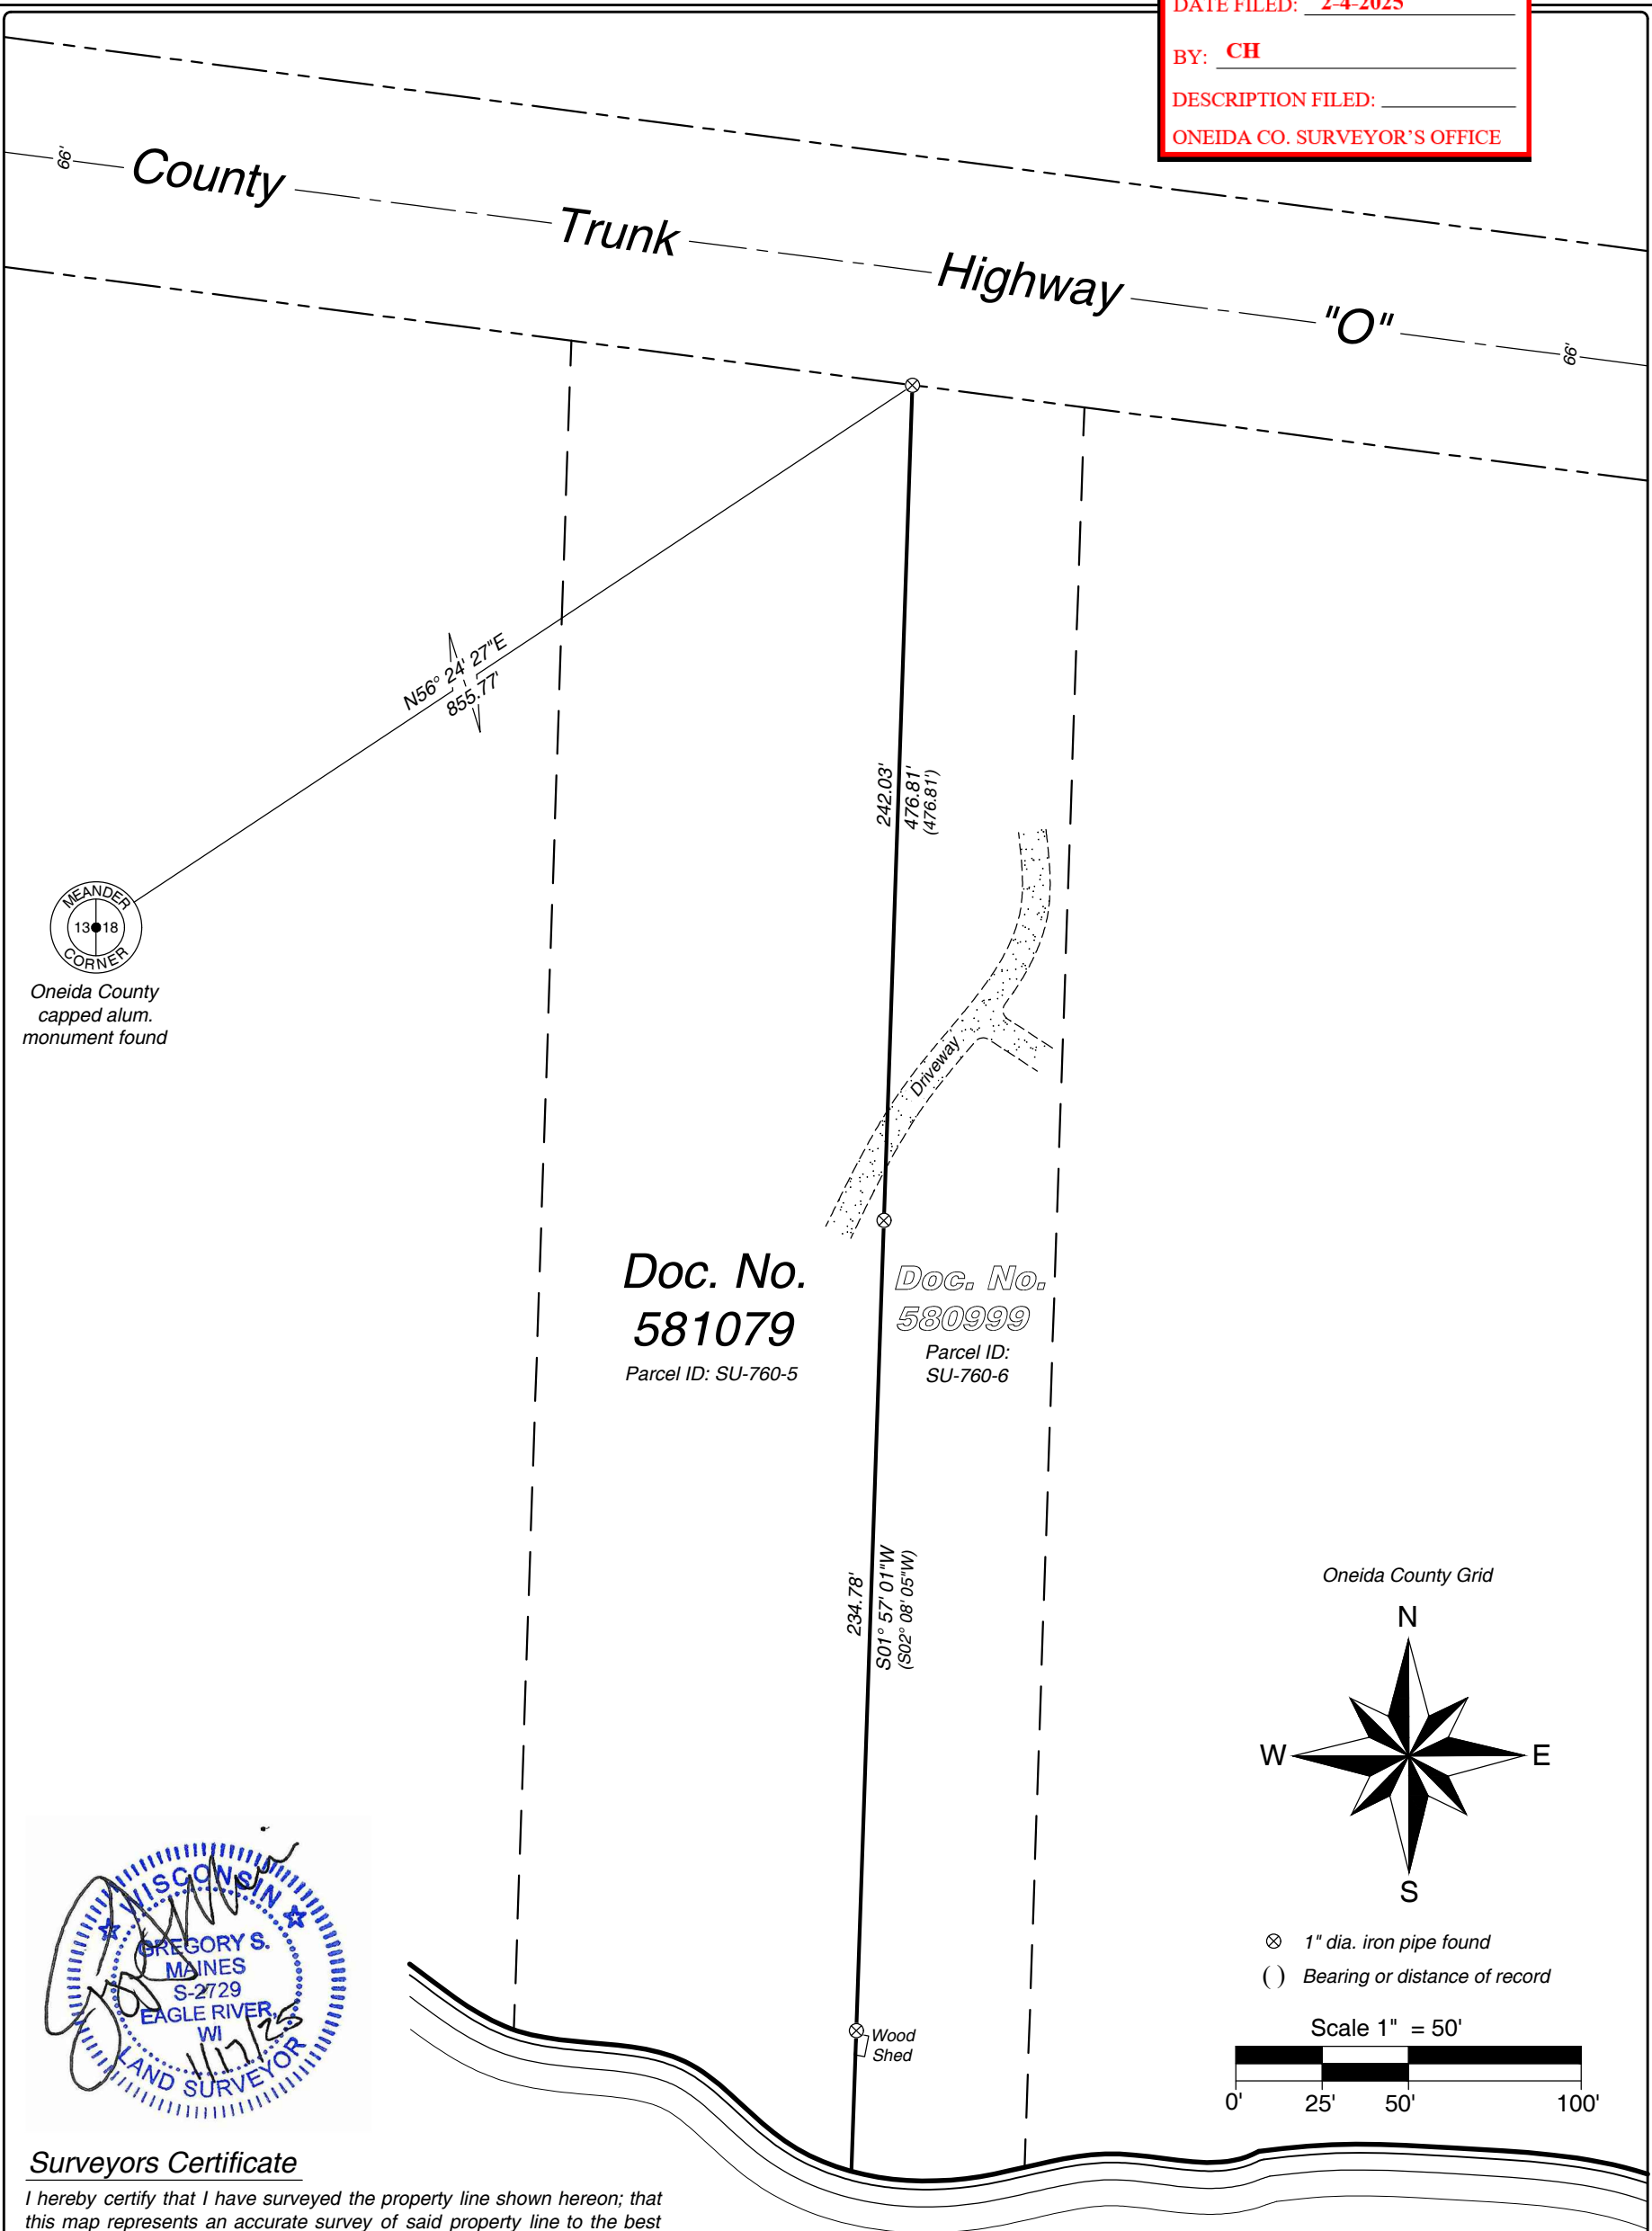 DATE FILED: 2-4-2025
BY: CH
DESCRIPTION FILED:
ONEIDA CO. SURVEYOR'S OFFICE
66'
County Trunk Highway "O"
66'
N56° 24' 27"E
855.77'
MEANDER
13 18
CORNER
Oneida County
capped alum.
monument found
242.03'
476.81'
(476.81')
Driveway
Doc. No.
581079
Parcel ID: SU-760-5
Doc. No.
580999
Parcel ID:
SU-760-6
234.78'
S01° 57' 01"W
(S02° 08' 05"W)
Oneida County Grid
N
W
E
S
1" dia. iron pipe found
( ) Bearing or distance of record
Scale 1" = 50'
0' 25' 50' 100'
Wood
Shed
WISCONSIN
GREGORY S.
MAINES
S-2729
EAGLE RIVER,
WI
1/17/25
LAND SURVEYOR
Surveyors Certificate
I hereby certify that I have surveyed the property line shown hereon; that
this map represents an accurate survey of said property line to the best